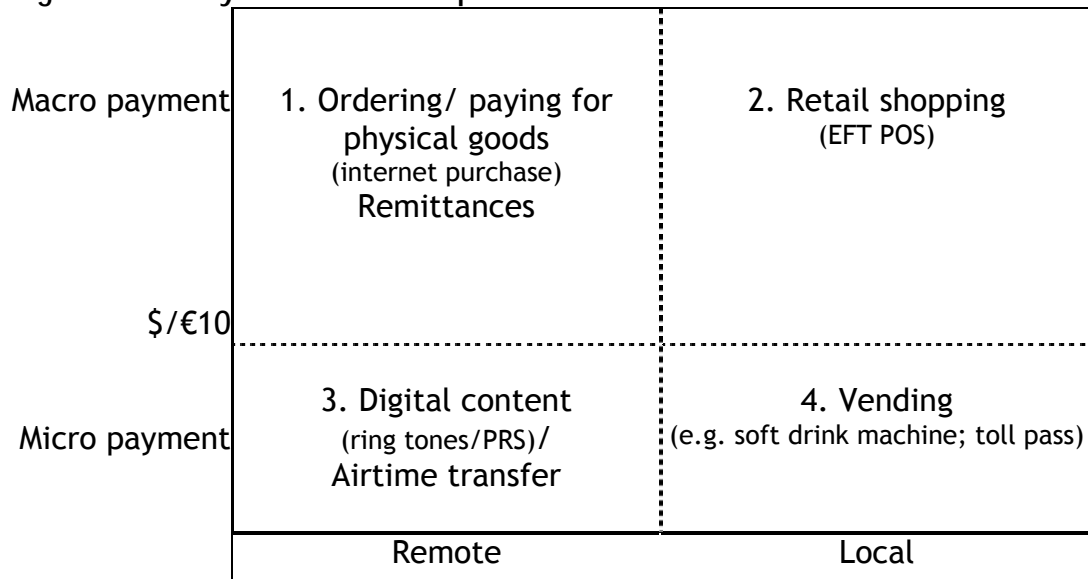 Macro payment
1. Ordering/ paying for
physical goods
(internet purchase)
Remittances
2. Retail shopping
(EFT POS)
$/€10
Micro payment
3. Digital content
(ring tones/PRS)/
Airtime transfer
4. Vending
(e.g. soft drink machine; toll pass)
Remote
Local